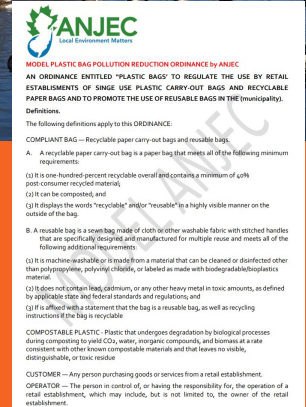 ANJEC
Local Environment Matters
MODEL PLASTIC BAG POLLUTION REDUCTION ORDINANCE by ANJEC
AN ORDINANCE ENTITLED "PLASTIC BAGS' TO REGULATE THE USE BY RETAIL
ESTABLISMENTS OF SINGE USE PLASTIC CARRY-OUT BAGS AND RECYCLABLE
PAPER BAGS AND TO PROMOTE THE USE OF REUSABLE BAGS IN THE (municipality).
Definitions.
The following definitions apply to this ORDINANCE:
COMPLIANT BAG — Recyclable paper carry-out bags and reusable bags.
A. A recyclable paper carry-out bag is a paper bag that meets all of the following minimum
requirements:
(1) It is one-hundred-percent recyclable overall and contains a minimum of 40%
post-consumer recycled material;
(2) It can be composted, and
(3) It displays the words "recyclable" and/or "reusable" in a highly visible manner on the
outside of the bag.
B. A reusable bag is a sewn bag made of cloth or other washable fabric with stitched handles
that are specifically designed and manufactured for multiple reuse and meets all of the
following additional requirements:
(1) It is machine-washable or is made from a material that can be cleaned or disinfected other
than polypropylene, polyvinyl chloride, or labeled as made with biodegradable/bioplastics
material.
(2) It does not contain lead, cadmium, or any other heavy metal in toxic amounts, as defined
by applicable state and federal standards and regulations; and
(3) If is affixed with a statement that the bag is a reusable bag, as well as recycling
instructions if the bag is recyclable
COMPOSTABLE PLASTIC - Plastic that undergoes degradation by biological processes
during composting to yield CO2, water, inorganic compounds, and biomass at a rate
consistent with other known compostable materials and that leaves no visible,
distinguishable, or toxic residue
CUSTOMER — Any person purchasing goods or services from a retail establishment.
OPERATOR — The person in control of, or having the responsibility for, the operation of a
retail establishment, which may include, but is not limited to, the owner of the retail
establishment.
MODEL ANJEC